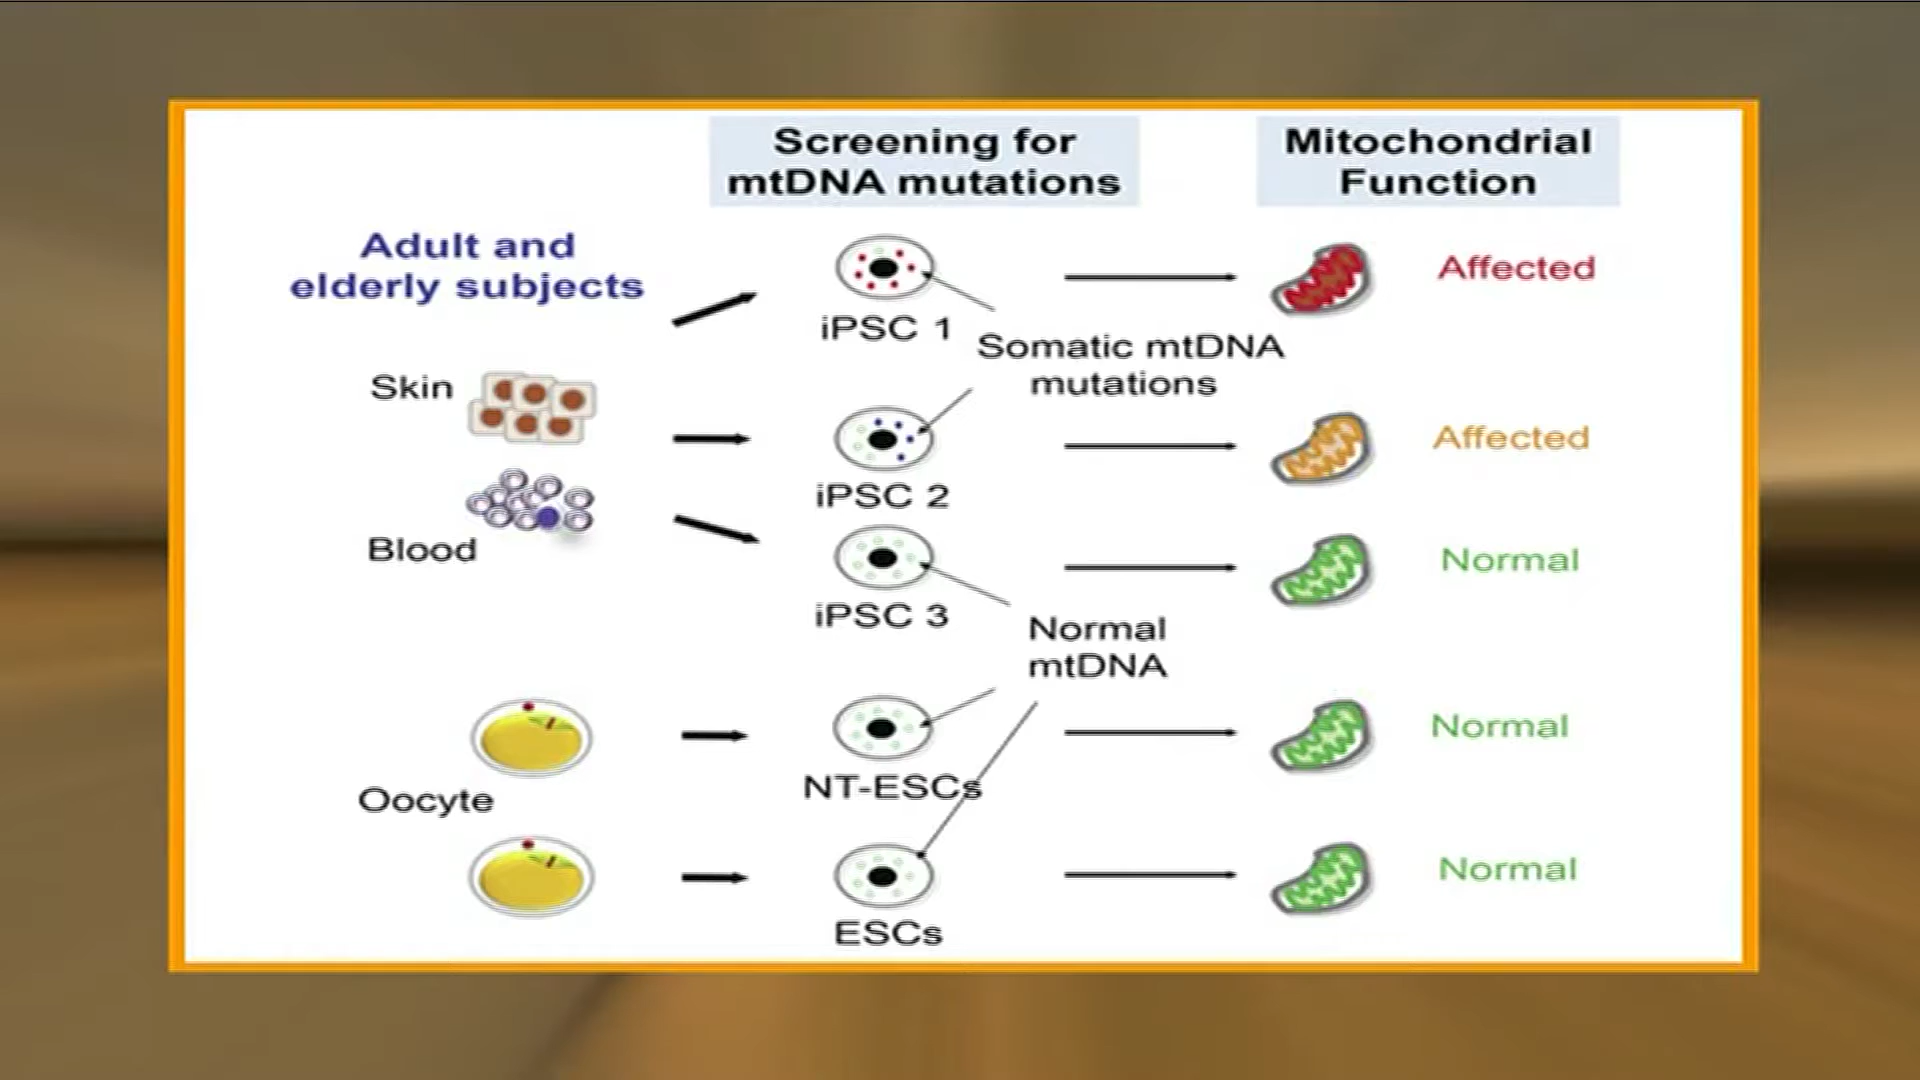 Screening for
mtDNA mutations
Mitochondrial
Function
Adult and
elderly subjects
Skin
Blood
Oocyte
iPSC 1
Somatic mtDNA
mutations
iPSC 2
iPSC 3
Normal
mtDNA
NT-ESCs
ESCs
Affected
Affected
Normal
Normal
Normal